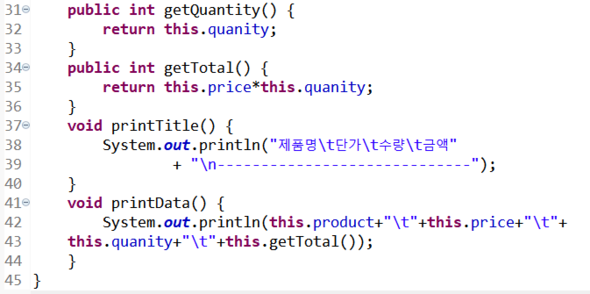 31 public int getQuantity() {
32 return this.quanity;
33 }
34 public int getTotal() {
35 return this.price*this.quanity;
36 }
37 void printTitle() {
38 System.out.println("제품명\t단가\t수량\t금액"
39 + "\n-----------------------------");
40 }
41 void printData() {
42 System.out.println(this.product+"\t"+this.price+"\t"+
43 this.quanity+"\t"+this.getTotal());
44 }
45 }